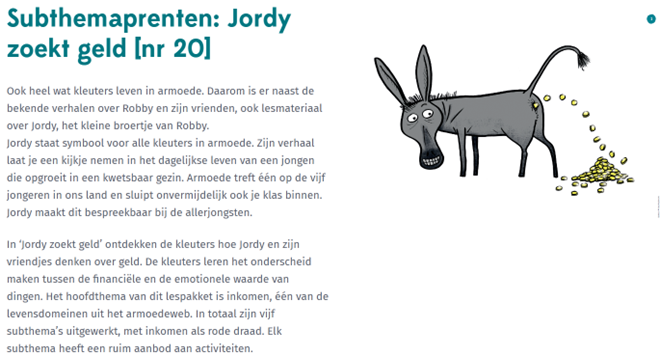 Subthemaprenten: Jordy
zoekt geld [nr 20]
Ook heel wat kleuters leven in armoede. Daarom is er naast de
bekende verhalen over Robby en zijn vrienden, ook lesmateriaal
over Jordy, het kleine broertje van Robby.
Jordy staat symbool voor alle kleuters in armoede. Zijn verhaal
laat je een kijkje nemen in het dagelijkse leven van een jongen
die opgroeit in een kwetsbaar gezin. Armoede treft één op de vijf
jongeren in ons land en sluipt onvermijdelijk ook je klas binnen.
Jordy maakt dit bespreekbaar bij de allerjongsten.
In ‘Jordy zoekt geld’ ontdekken de kleuters hoe Jordy en zijn
vriendjes denken over geld. De kleuters leren het onderscheid
maken tussen de financiële en de emotionele waarde van
dingen. Het hoofdthema van dit lespakket is inkomen, één van de
levensdomeinen uit het armoedeweb. In totaal zijn vijf
subthema’s uitgewerkt, met inkomen als rode draad. Elk
subthema heeft een ruim aanbod aan activiteiten.